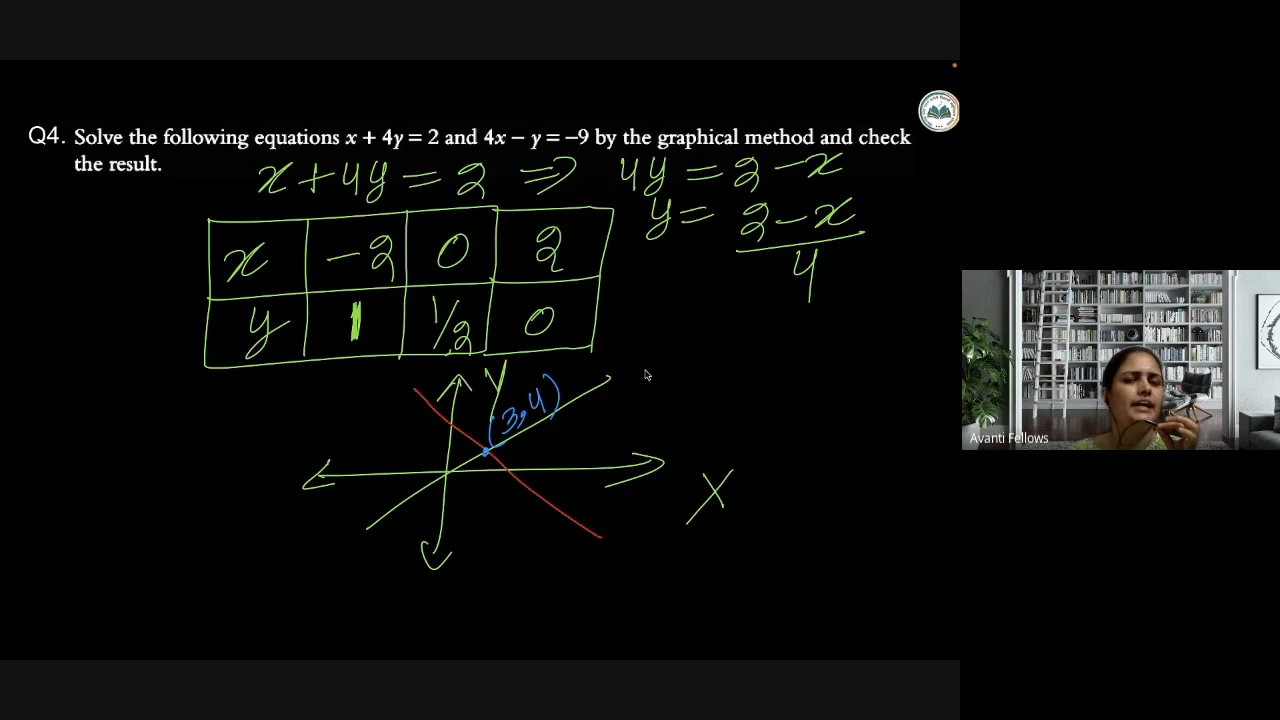 Q4. Solve the following equations x + 4y = 2 and 4x − y = −9 by the graphical method and check
the result.
x + 4y = 2 ⇒ 4y = 2 − x
y = 2 − x / 4
x -2 0 2
y 1 1/2 0
Y
(3,4)
X
Avanti Fellows